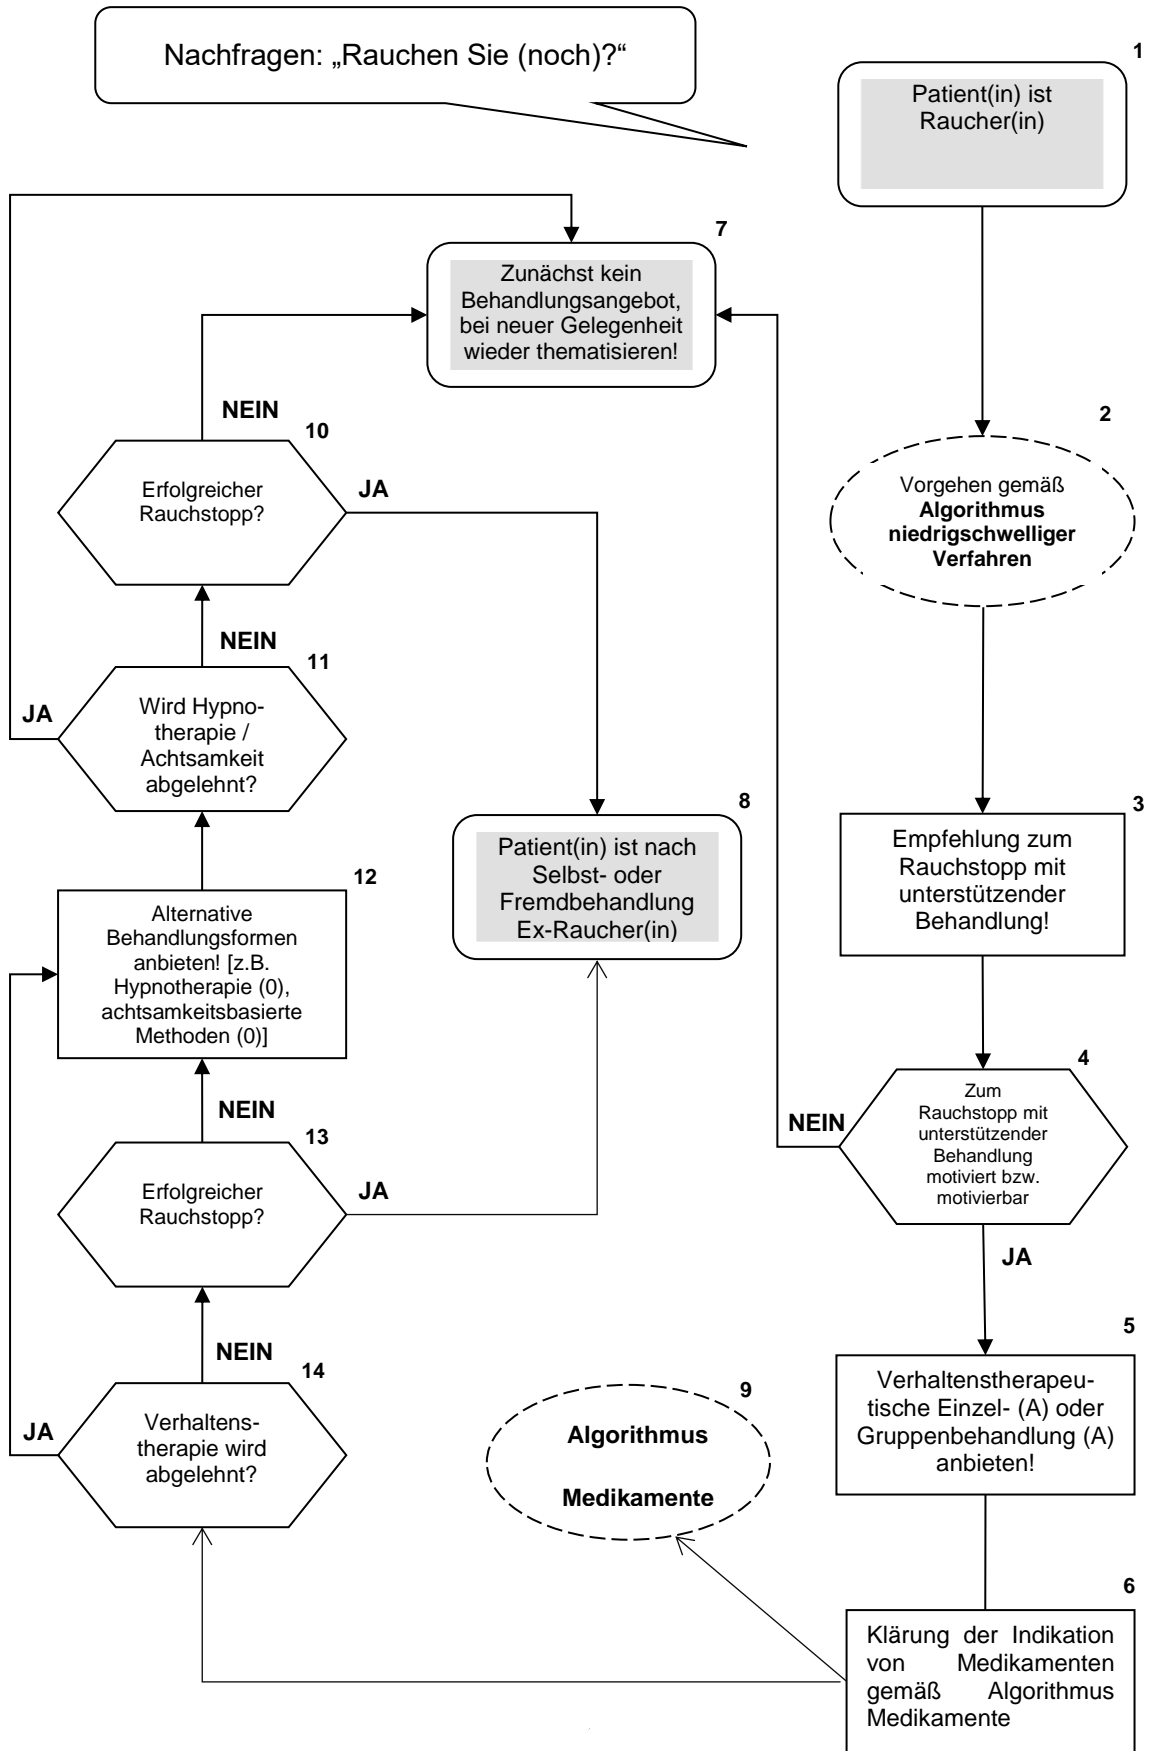 Nachfragen: „Rauchen Sie (noch)?“
1
Patient(in) ist
Raucher(in)
7
Zunächst kein
Behandlungsangebot,
bei neuer Gelegenheit
wieder thematisieren!
2
Vorgehen gemäß
Algorithmus
niedrigschwelliger
Verfahren
NEIN
10
Erfolgreicher
Rauchstopp?
JA
NEIN
11
JA
Wird Hypno-
therapie /
Achtsamkeit
abgelehnt?
8
Patient(in) ist nach
Selbst- oder
Fremdbehandlung
Ex-Raucher(in)
3
Empfehlung zum
Rauchstopp mit
unterstützender
Behandlung!
12
Alternative
Behandlungsformen
anbieten! [z.B.
Hypnotherapie (0),
achtsamkeitsbasierte
Methoden (0)]
4
NEIN
Zum
Rauchstopp mit
unterstützender
Behandlung
motiviert bzw.
motivierbar
JA
NEIN
13
Erfolgreicher
Rauchstopp?
JA
5
Verhaltenstherapeu-
tische Einzel- (A) oder
Gruppenbehandlung (A)
anbieten!
NEIN
14
JA
Verhaltens-
therapie wird
abgelehnt?
9
Algorithmus
Medikamente
6
Klärung der Indikation
von Medikamenten
gemäß Algorithmus
Medikamente